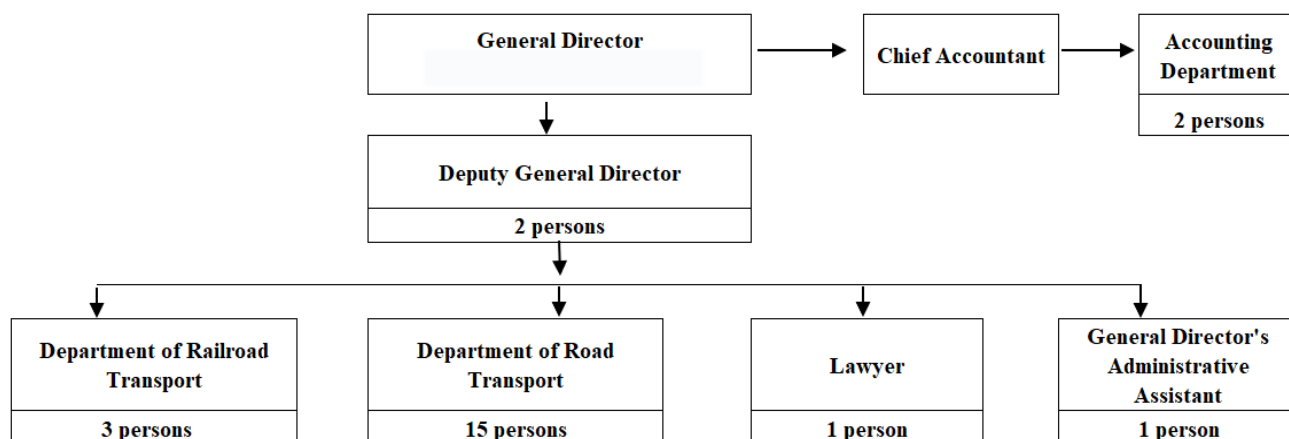 General Director
Chief Accountant
Accounting
Department
2 persons
Deputy General Director
2 persons
Department of Railroad
Transport
3 persons
Department of Road
Transport
15 persons
Lawyer
1 person
General Director's
Administrative
Assistant
1 person